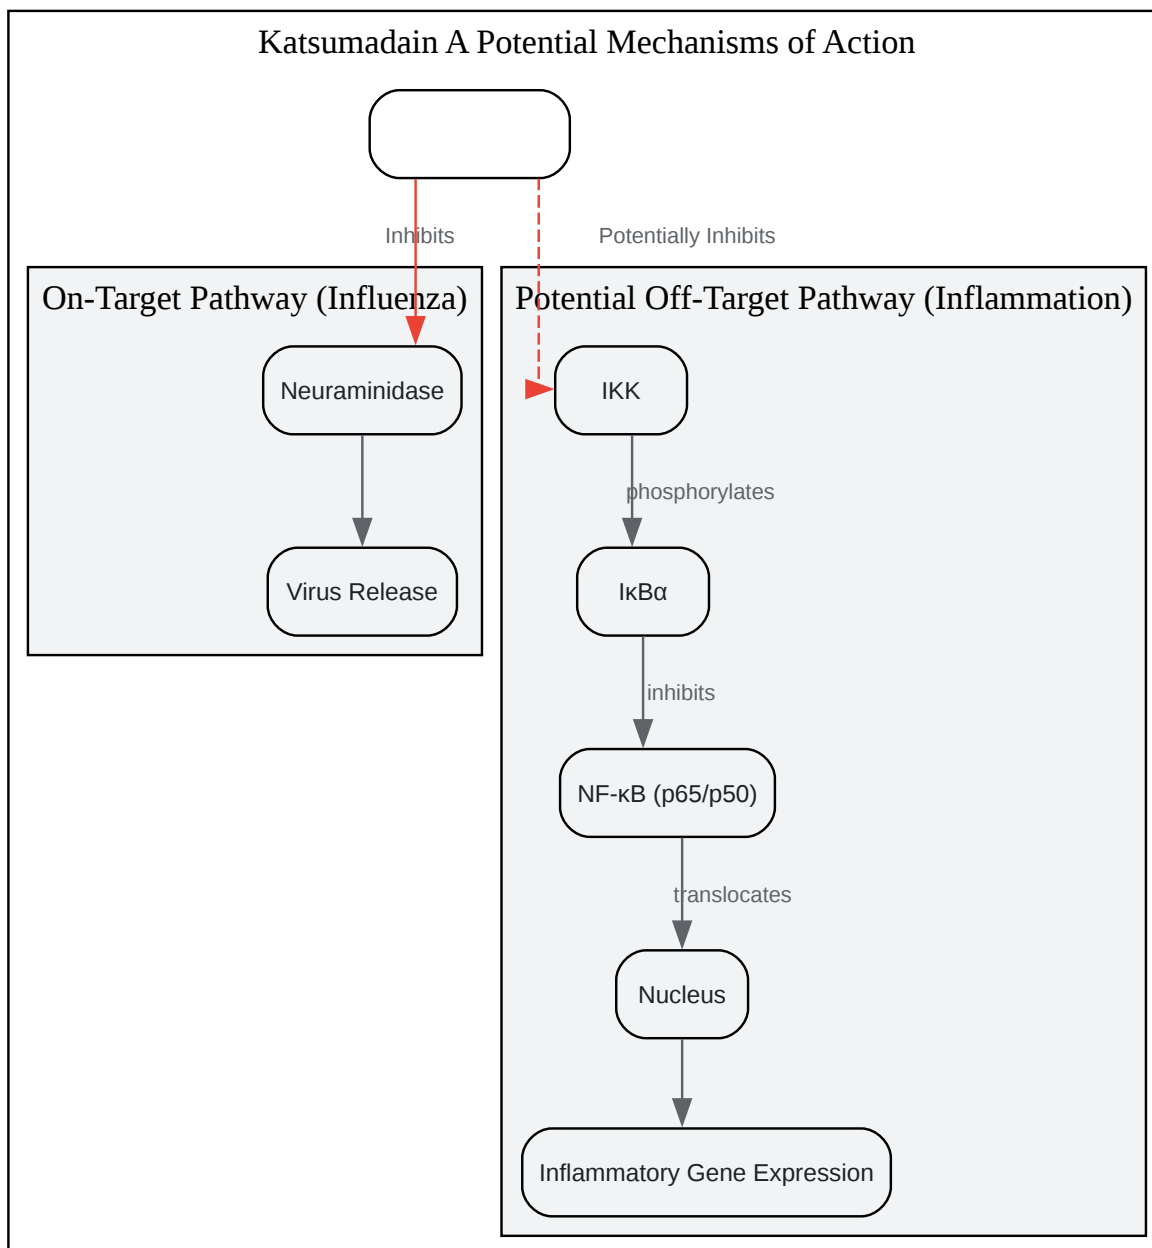 Katsumadain A Potential Mechanisms of Action
Inhibits
Potentially Inhibits
On-Target Pathway (Influenza)
Potential Off-Target Pathway (Inflammation)
Neuraminidase
IKK
phosphorylates
Virus Release
IκBα
inhibits
NF-κB (p65/p50)
translocates
Nucleus
Inflammatory Gene Expression